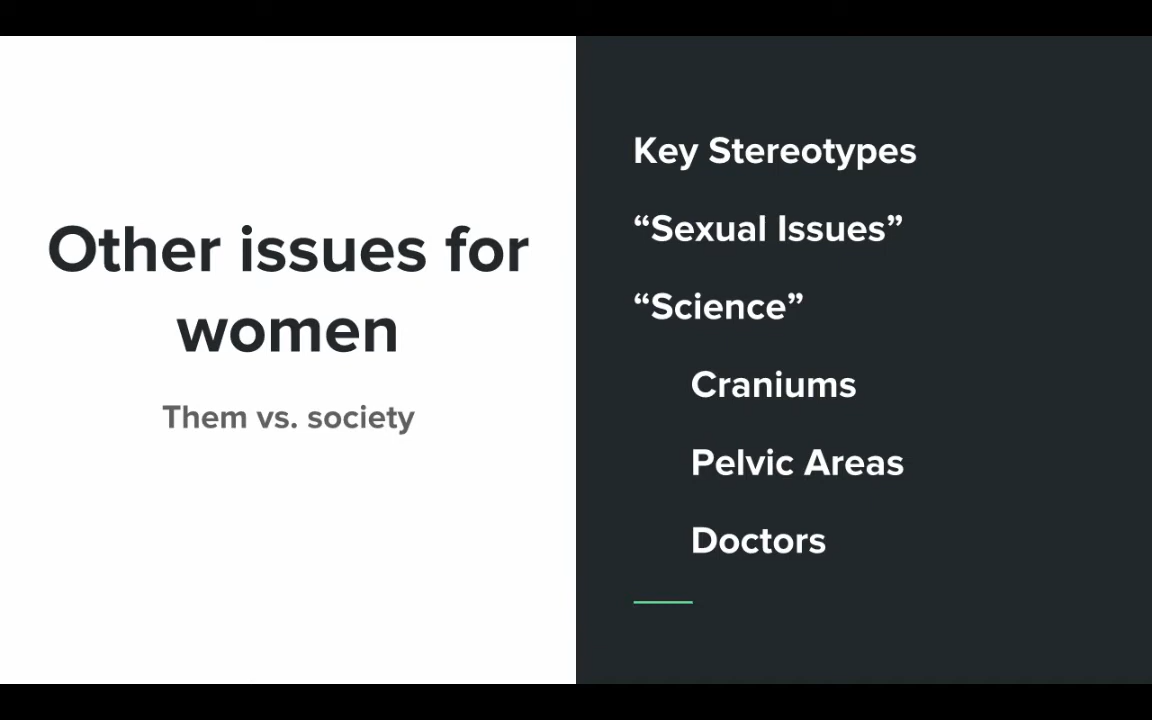 Other issues for
women
Them vs. society
Key Stereotypes
“Sexual Issues”
“Science”
Craniums
Pelvic Areas
Doctors